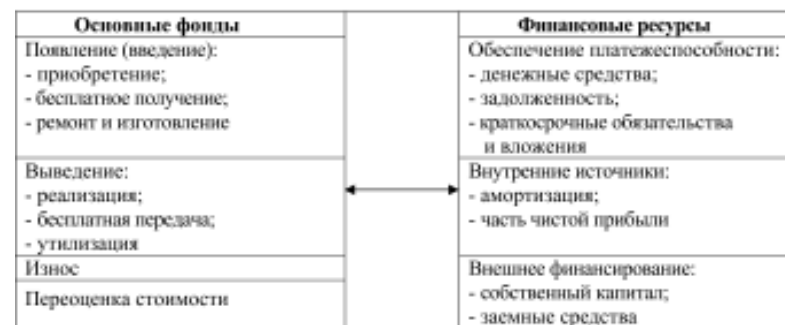 Основные фонды
Появление (введение):
- приобретение;
- бесплатное получение;
- ремонт и изготовление
Выведение:
- реализация;
- бесплатная передача;
- утилизация
Износ
Переоценка стоимости
Финансовые ресурсы
Обеспечение платежеспособности:
- денежные средства;
- задолженность;
- краткосрочные обязательства
и вложения
Внутренние источники:
- амортизация;
- часть чистой прибыли
Внешнее финансирование:
- собственный капитал;
- заемные средства